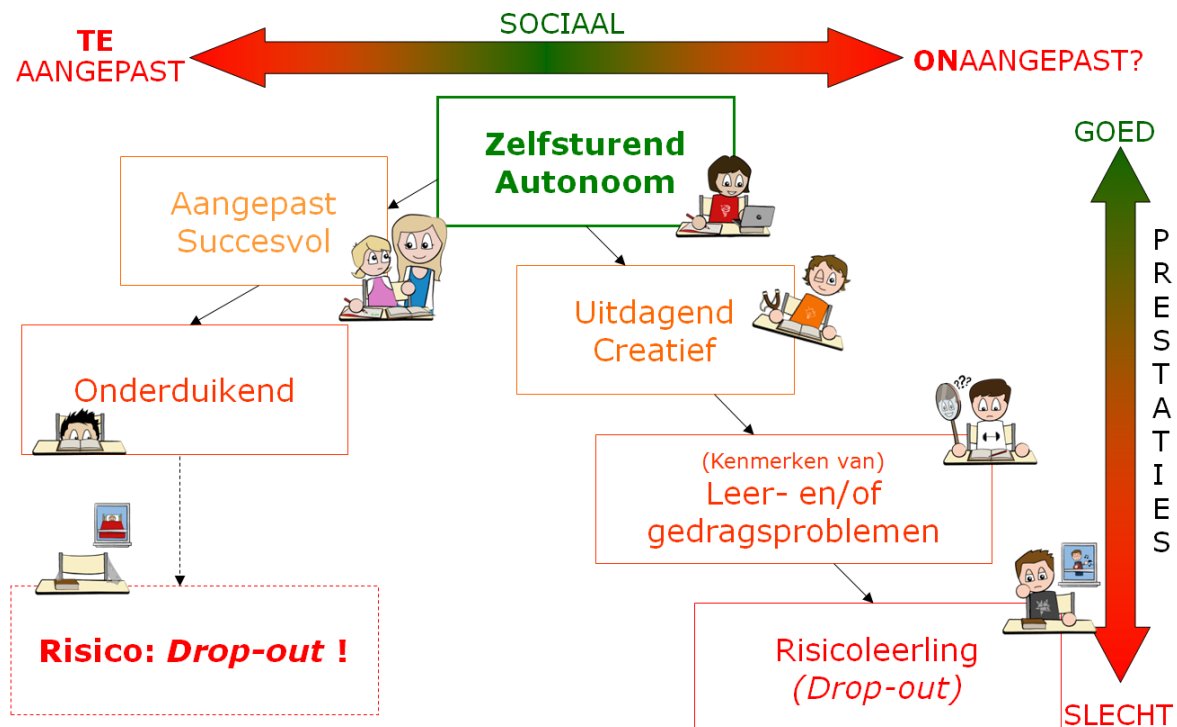 SOCIAAL
TE
AANGEPAST
ONAANGEPAST?
GOED
Zelfsturend
Autonoom
Aangepast
Succesvol
Uitdagend
Creatief
Onderduikend
???
(Kenmerken van)
Leer- en/of
gedragsproblemen
PRESTATIES
Risico: Drop-out !
Risicoleerling
(Drop-out)
SLECHT